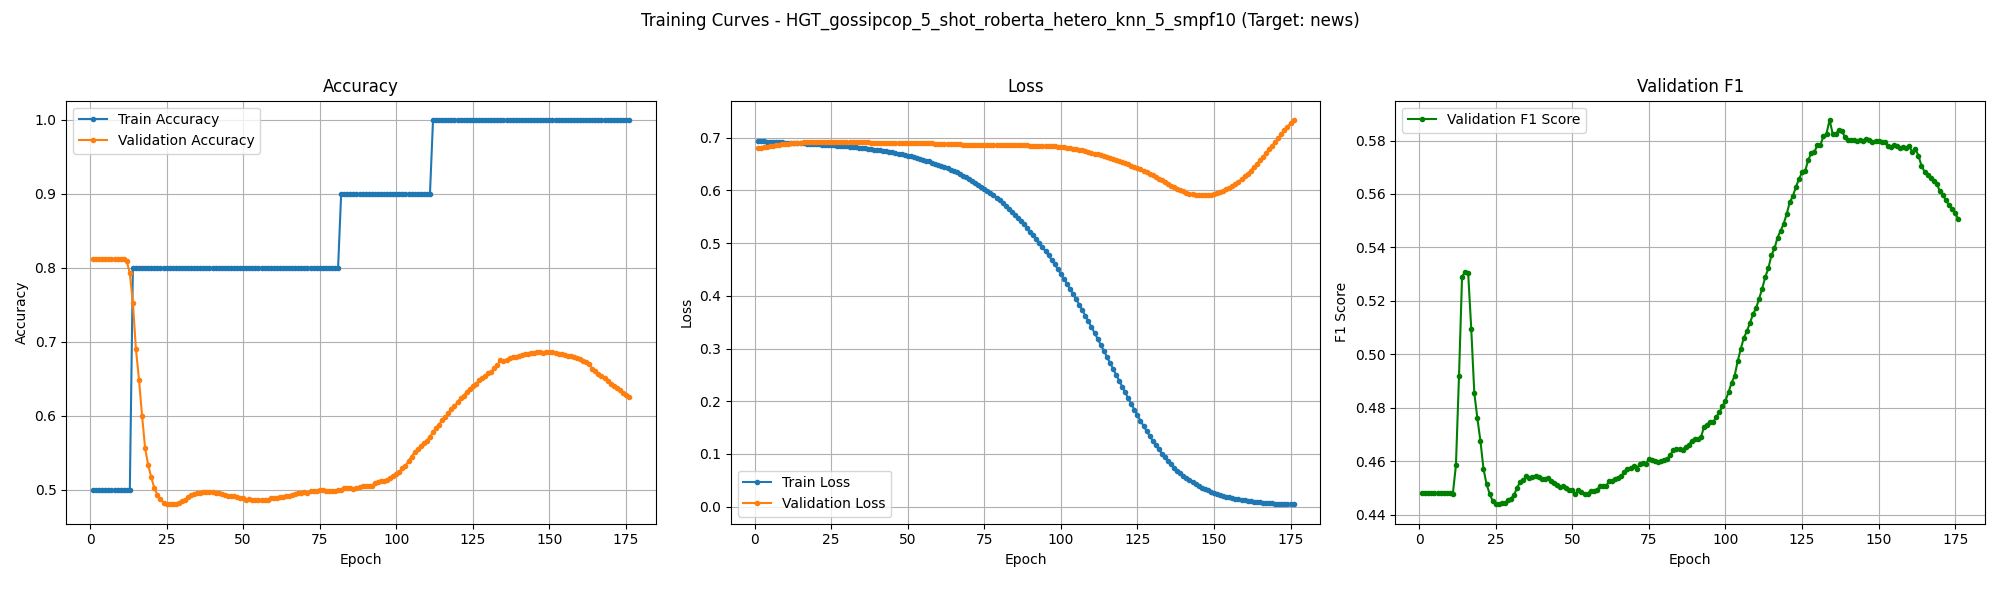 Training Curves - HGT_gossipcop_5_shot_roberta_hetero_knn_5_smpf10 (Target: news)
Accuracy
Train Accuracy
Validation Accuracy
Accuracy
1.0
0.9
0.8
0.7
0.6
0.5
0 25 50 75 100 125 150 175
Epoch
Loss
Train Loss
Validation Loss
Loss
0.7
0.6
0.5
0.4
0.3
0.2
0.1
0.0
0 25 50 75 100 125 150 175
Epoch
Validation F1
Validation F1 Score
F1 Score
0.58
0.56
0.54
0.52
0.50
0.48
0.46
0.44
0 25 50 75 100 125 150 175
Epoch